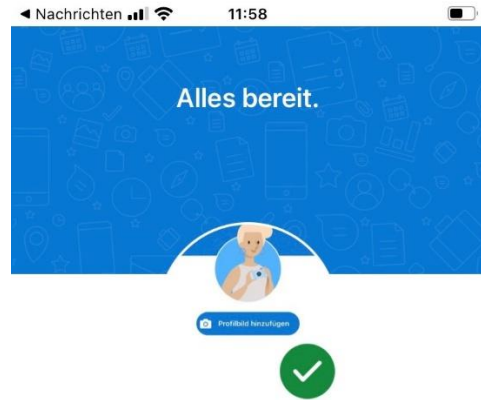 ◀ Nachrichten 11:58
Alles bereit.
Profilbild hinzufügen